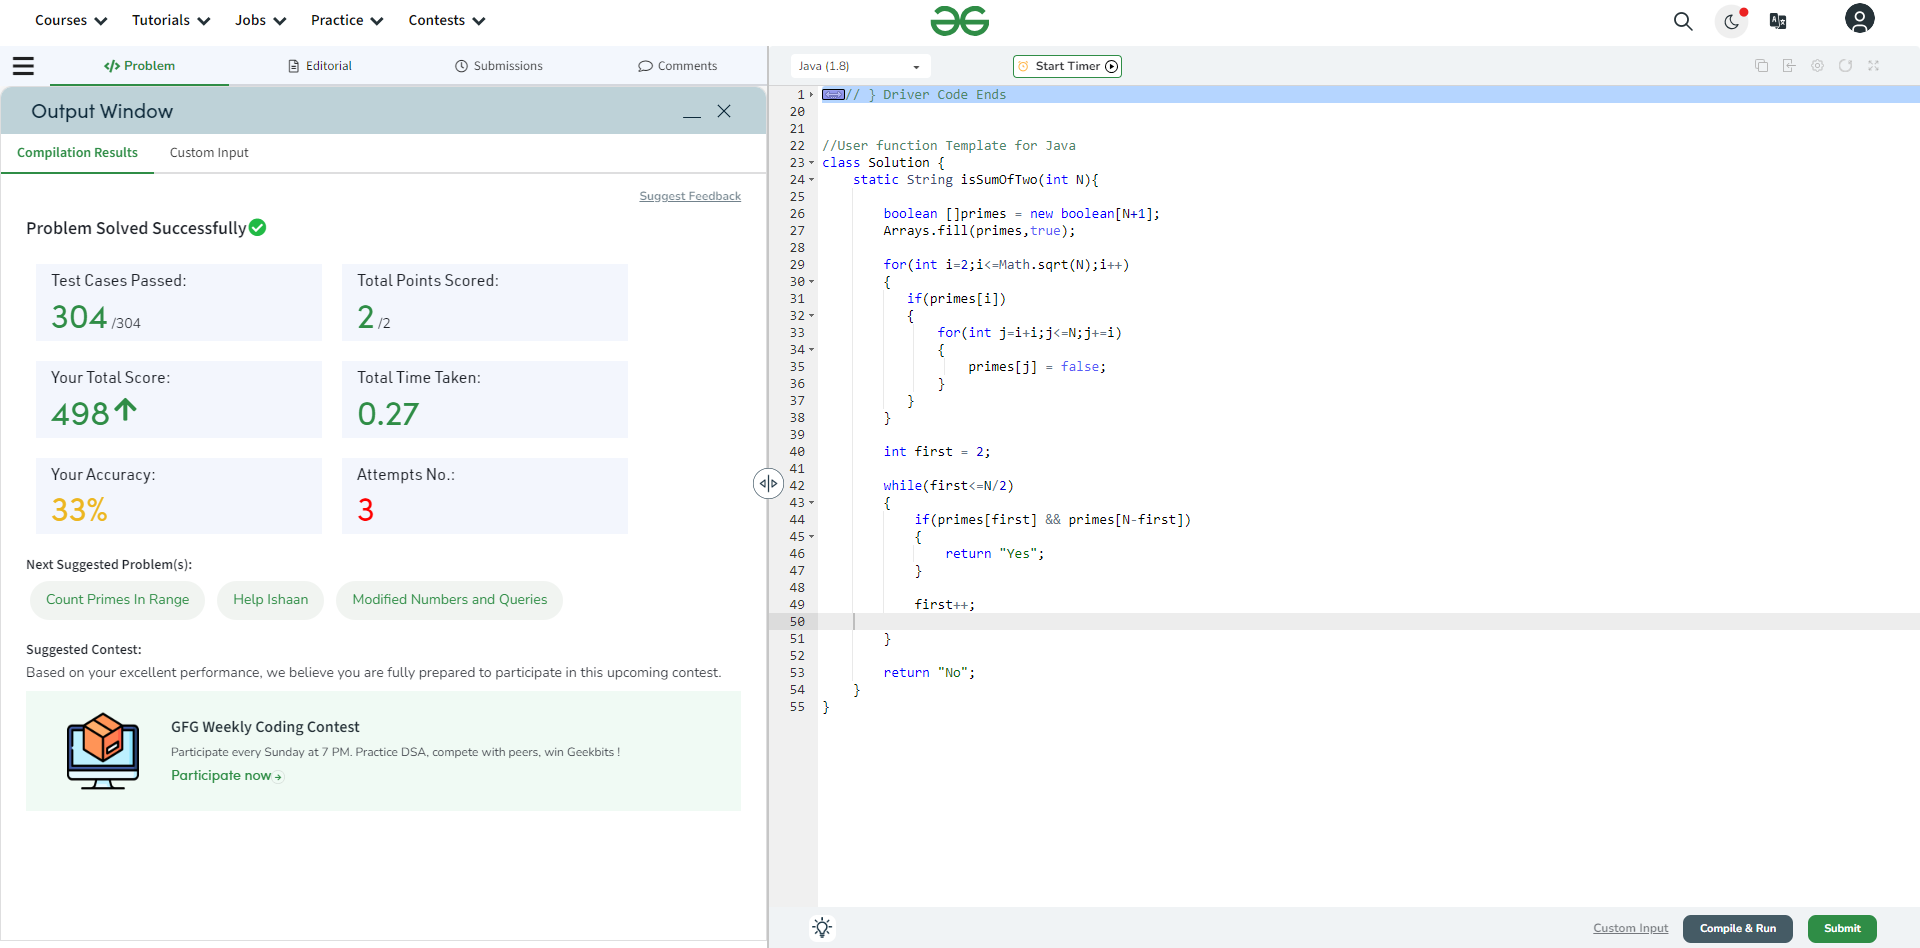 Courses Tutorials Jobs Practice Contests
Problem Editorial Submissions Comments
Output Window
Compilation Results Custom Input
Suggest Feedback
Problem Solved Successfully
Test Cases Passed:
304 /304
Total Points Scored:
2 /2
Your Total Score:
498
Total Time Taken:
0.27
Your Accuracy:
33%
Attempts No.:
3
Next Suggested Problem(s):
Count Primes In Range Help Ishaan Modified Numbers and Queries
Suggested Contest:
Based on your excellent performance, we believe you are fully prepared to participate in this upcoming contest.
GFG Weekly Coding Contest
Participate every Sunday at 7 PM. Practice DSA, compete with peers, win Geekbits !
Participate now
Java (1.8) Start Timer
1 // } Driver Code Ends
20
21
22 //User function Template for Java
23 class Solution {
24     static String isSumOfTwo(int N){
25
26         boolean []primes = new boolean[N+1];
27         Arrays.fill(primes,true);
28
29         for(int i=2;i<=Math.sqrt(N);i++)
30         {
31            if(primes[i])
32            {
33                for(int j=i+i;j<=N;j+=i)
34                {
35                    primes[j] = false;
36                }
37            }
38         }
39
40         int first = 2;
41
42         while(first<=N/2)
43         {
44             if(primes[first] && primes[N-first])
45             {
46                 return "Yes";
47             }
48
49             first++;
50
51         }
52
53         return "No";
54     }
55 }
Custom Input Compile & Run Submit